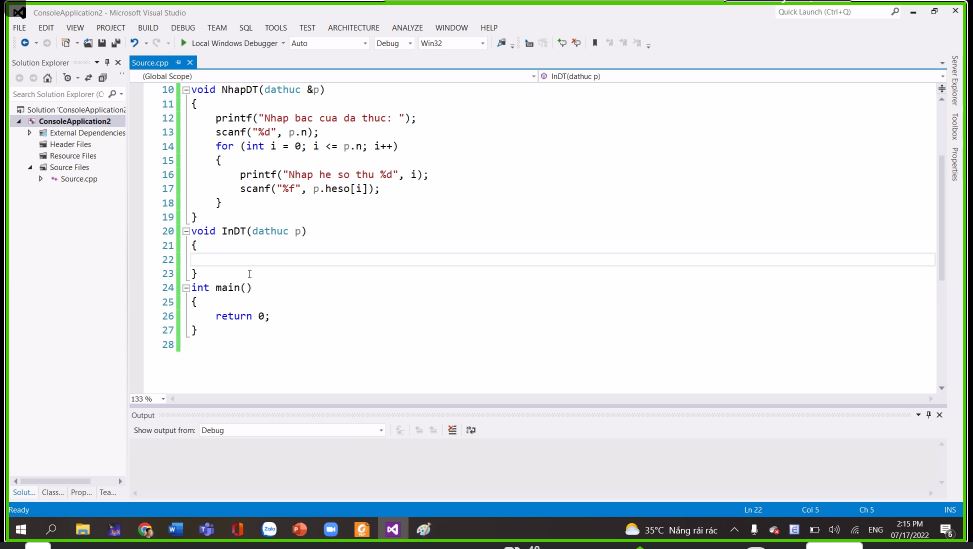 ConsoleApplication2 - Microsoft Visual Studio
Quick Launch (Ctrl+Q)
FILE EDIT VIEW PROJECT BUILD DEBUG TEAM SQL TOOLS TEST ARCHITECTURE ANALYZE WINDOW HELP
Local Windows Debugger Auto Debug Win32
Solution Explorer
Search Solution Explorer (C
Solution 'ConsoleApplication2
ConsoleApplication2
External Dependencies
Header Files
Resource Files
Source Files
Source.cpp
Solut... Class... Prop... Tea...
Source.cpp
(Global Scope) InDT(dathuc p)
10 void NhapDT(dathuc &p)
11 {
12 printf("Nhap bac cua da thuc: ");
13 scanf("%d", p.n);
14 for (int i = 0; i <= p.n; i++)
15 {
16 printf("Nhap he so thu %d", i);
17 scanf("%f", p.heso[i]);
18 }
19 }
20 void InDT(dathuc p)
21 {
22
23 }
24 int main()
25 {
26 return 0;
27 }
28
133 %
Output
Show output from: Debug
Server Explorer
Toolbox
Properties
Ready Ln 22 Col 5 Ch 5 INS
Zalo
35°C Nắng rải rác
ENG
2:15 PM
07/17/2022
6